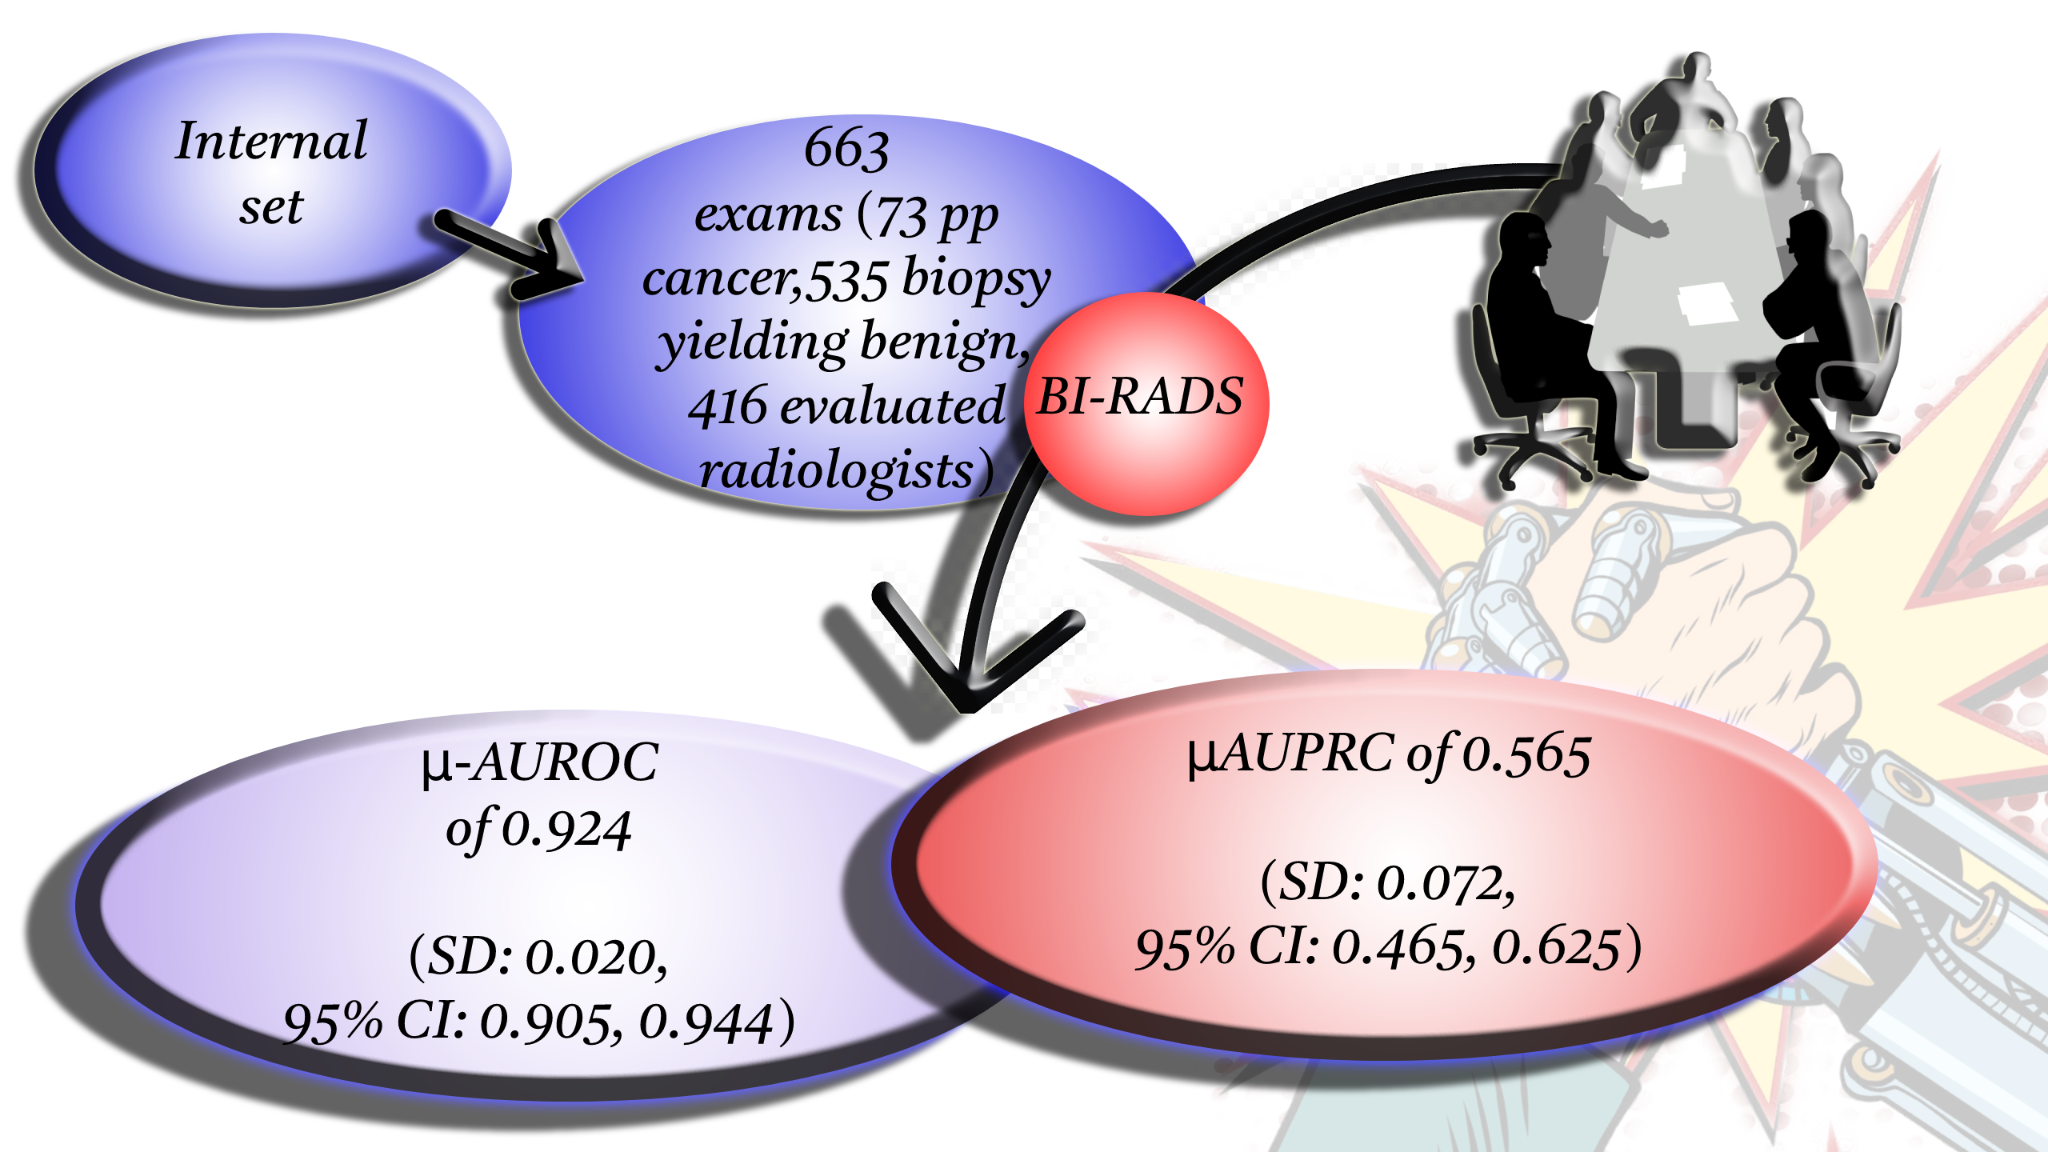 Internal
set
663
exams (73 pp
cancer,535 biopsy
yielding benign,
416 evaluated
radiologists)
BI-RADS
µ-AUROC
of 0.924
(SD: 0.020,
95% CI: 0.905, 0.944)
µAUPRC of 0.565
(SD: 0.072,
95% CI: 0.465, 0.625)